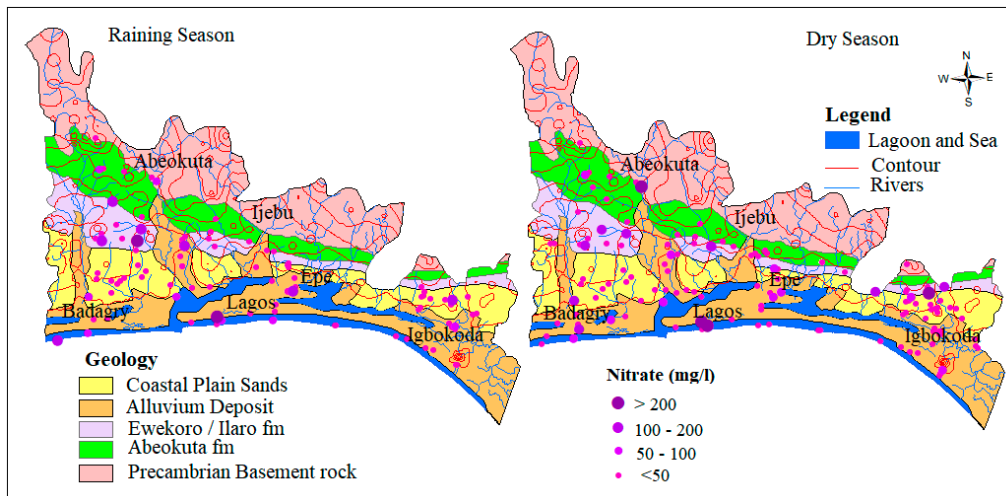 Raining Season
Abeokuta
Ijebu
Epe
Lagos
Badagry
Igbokoda
Geology
Coastal Plain Sands
Alluvium Deposit
Ewekoro / Ilaro fm
Abeokuta fm
Precambrian Basement rock
Dry Season
N
W E
S
Legend
Lagoon and Sea
Contour
Rivers
Abeokuta
Ijebu
Epe
Lagos
Badagry
Igbokoda
Nitrate (mg/l)
> 200
100 - 200
50 - 100
<50